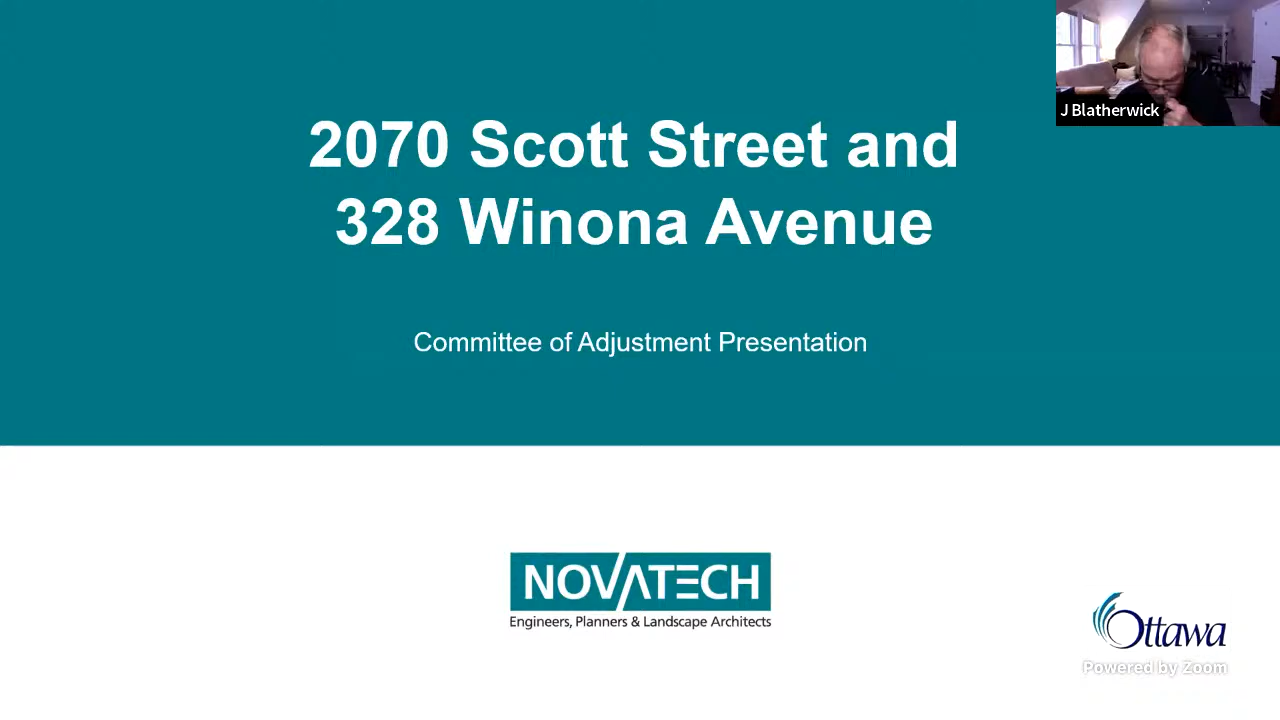 J Blatherwick
2070 Scott Street and
328 Winona Avenue
Committee of Adjustment Presentation
NOVATECH
Engineers, Planners & Landscape Architects
Ottawa
Powered by Zoom